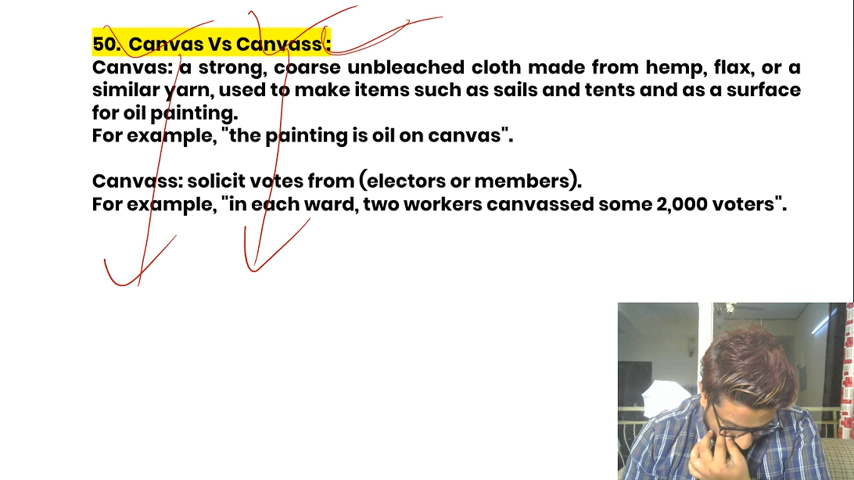 50. Canvas Vs Canvass :
Canvas: a strong, coarse unbleached cloth made from hemp, flax, or a
similar yarn, used to make items such as sails and tents and as a surface
for oil painting.
For example, "the painting is oil on canvas".
Canvass: solicit votes from (electors or members).
For example, "in each ward, two workers canvassed some 2,000 voters".